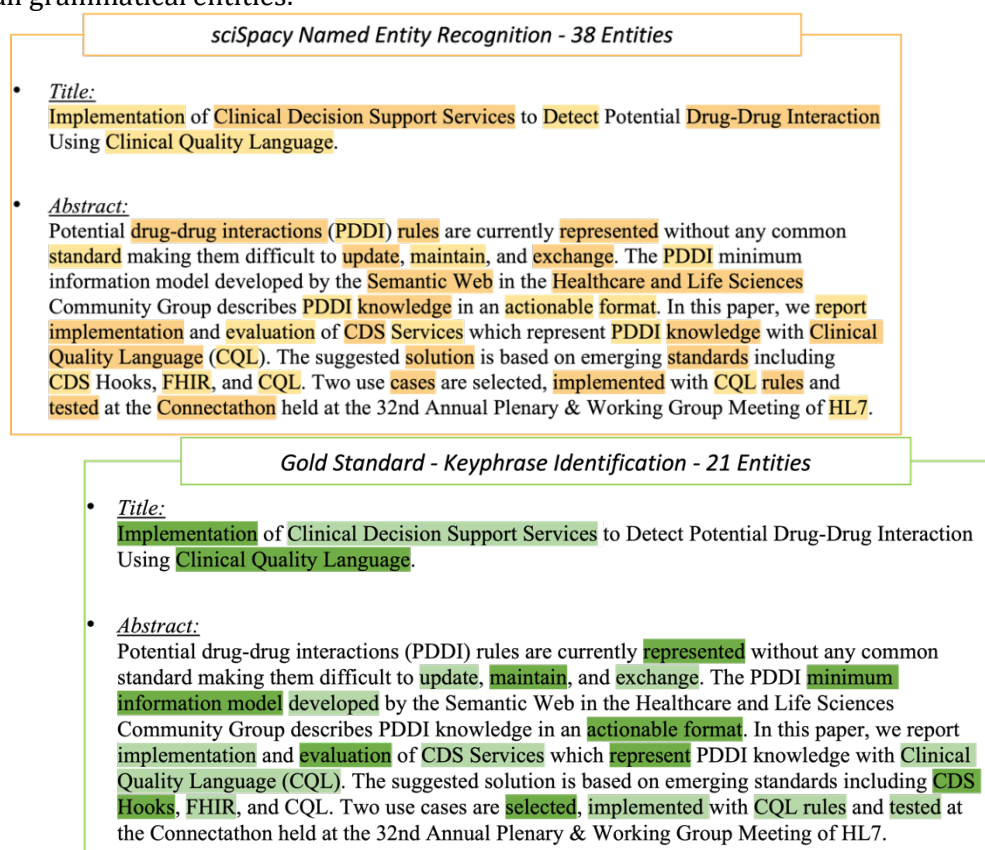 grammatical entities.
sciSpacy Named Entity Recognition - 38 Entities
• Title:
Implementation of Clinical Decision Support Services to Detect Potential Drug-Drug Interaction
Using Clinical Quality Language.
• Abstract:
Potential drug-drug interactions (PDDI) rules are currently represented without any common
standard making them difficult to update, maintain, and exchange. The PDDI minimum
information model developed by the Semantic Web in the Healthcare and Life Sciences
Community Group describes PDDI knowledge in an actionable format. In this paper, we report
implementation and evaluation of CDS Services which represent PDDI knowledge with Clinical
Quality Language (CQL). The suggested solution is based on emerging standards including
CDS Hooks, FHIR, and CQL. Two use cases are selected, implemented with CQL rules and
tested at the Connectathon held at the 32nd Annual Plenary & Working Group Meeting of HL7.
Gold Standard - Keyphrase Identification - 21 Entities
• Title:
Implementation of Clinical Decision Support Services to Detect Potential Drug-Drug Interaction
Using Clinical Quality Language.
• Abstract:
Potential drug-drug interactions (PDDI) rules are currently represented without any common
standard making them difficult to update, maintain, and exchange. The PDDI minimum
information model developed by the Semantic Web in the Healthcare and Life Sciences
Community Group describes PDDI knowledge in an actionable format. In this paper, we report
implementation and evaluation of CDS Services which represent PDDI knowledge with Clinical
Quality Language (CQL). The suggested solution is based on emerging standards including CDS
Hooks, FHIR, and CQL. Two use cases are selected, implemented with CQL rules and tested at
the Connectathon held at the 32nd Annual Plenary & Working Group Meeting of HL7.